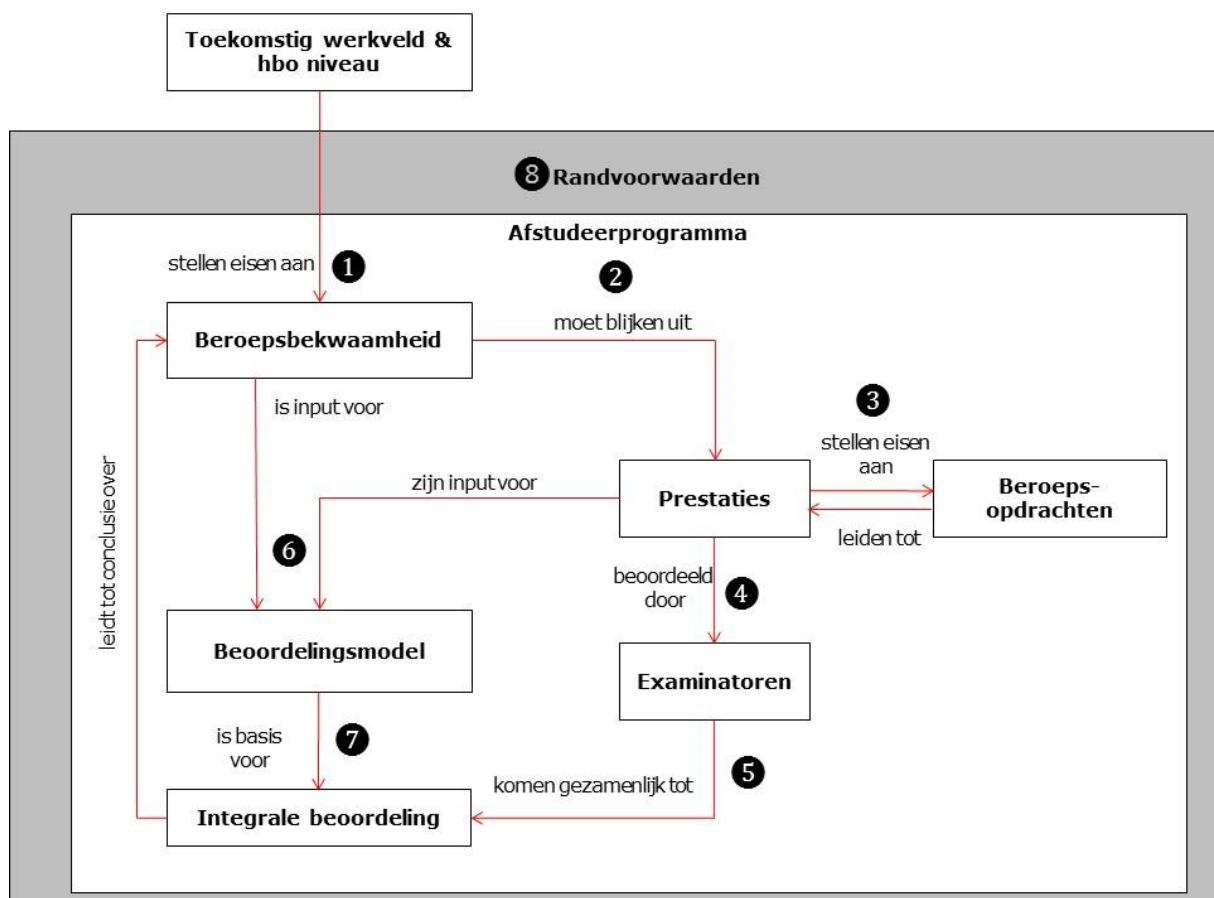 Toekomstig werkveld &
hbo niveau
8 Randvoorwaarden
Afstudeerprogramma
stellen eisen aan
1
2
moet blijken uit
Beroepsbekwaamheid
is input voor
3
stellen eisen
aan
zijn input voor
Prestaties
Beroeps-
opdrachten
leiden tot
leidt tot conclusie over
6
beoordeeld
door
4
Beoordelingsmodel
Examinatoren
is basis
voor
7
5
komen gezamenlijk tot
Integrale beoordeling